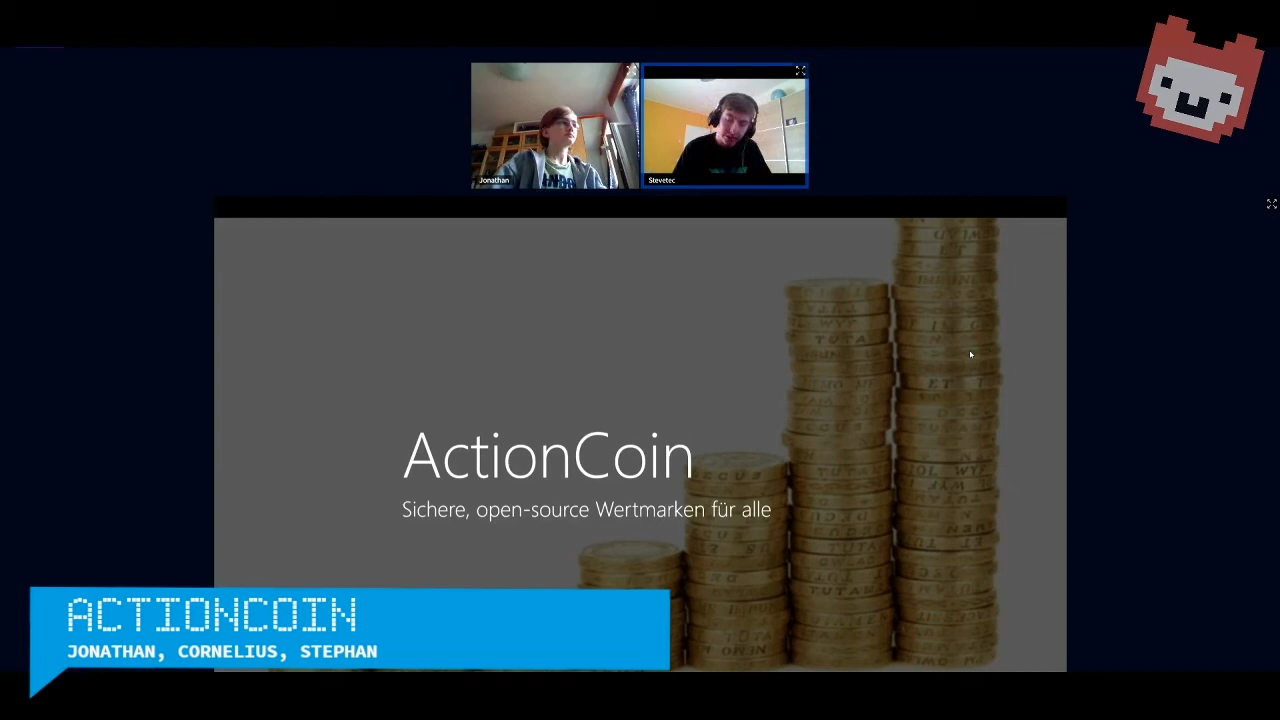 Jonathan
Stevetec
ActionCoin
Sichere, open-source Wertmarken für alle
ACTIONCOIN
JONATHAN, CORNELIUS, STEPHAN